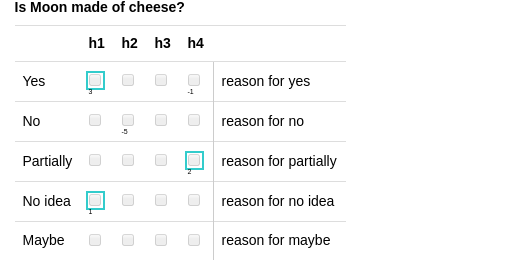 Is Moon made of cheese?
h1 h2 h3 h4
Yes reason for yes
3 -1
No reason for no
-5
Partially reason for partially
2
No idea reason for no idea
1
Maybe reason for maybe